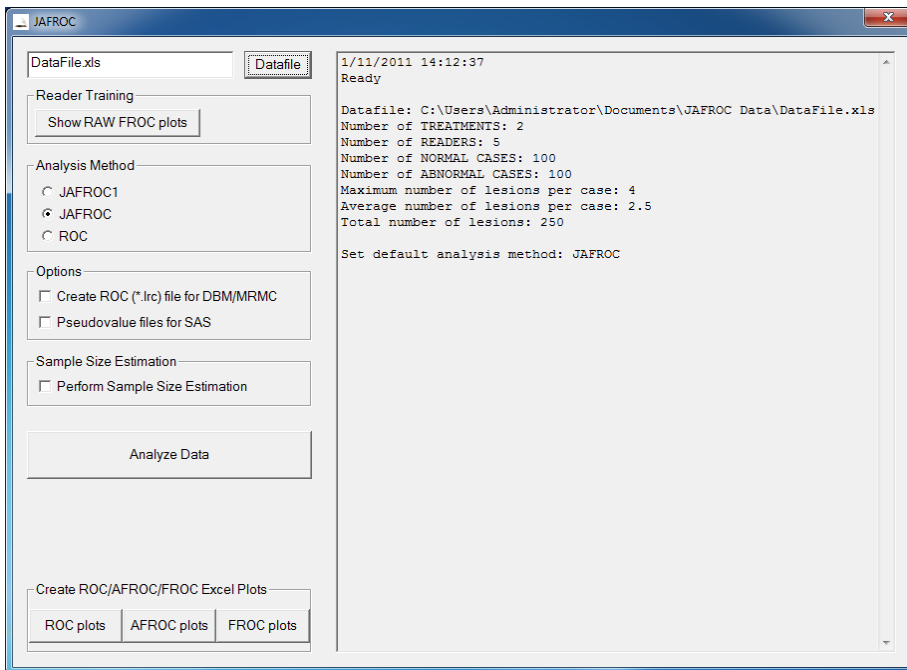 JAFROC
DataFile.xls
Datafile
Reader Training
Show RAW FROC plots
Analysis Method
JAFROC1
JAFROC
ROC
Options
Create ROC (*.lrc) file for DBM/MRMC
Pseudovalue files for SAS
Sample Size Estimation
Perform Sample Size Estimation
Analyze Data
Create ROC/AFROC/FROC Excel Plots
ROC plots
AFROC plots
FROC plots
1/11/2011 14:12:37
Ready
Datafile: C:\Users\Administrator\Documents\JAFROC Data\DataFile.xls
Number of TREATMENTS: 2
Number of READERS: 5
Number of NORMAL CASES: 100
Number of ABNORMAL CASES: 100
Maximum number of lesions per case: 4
Average number of lesions per case: 2.5
Total number of lesions: 250
Set default analysis method: JAFROC